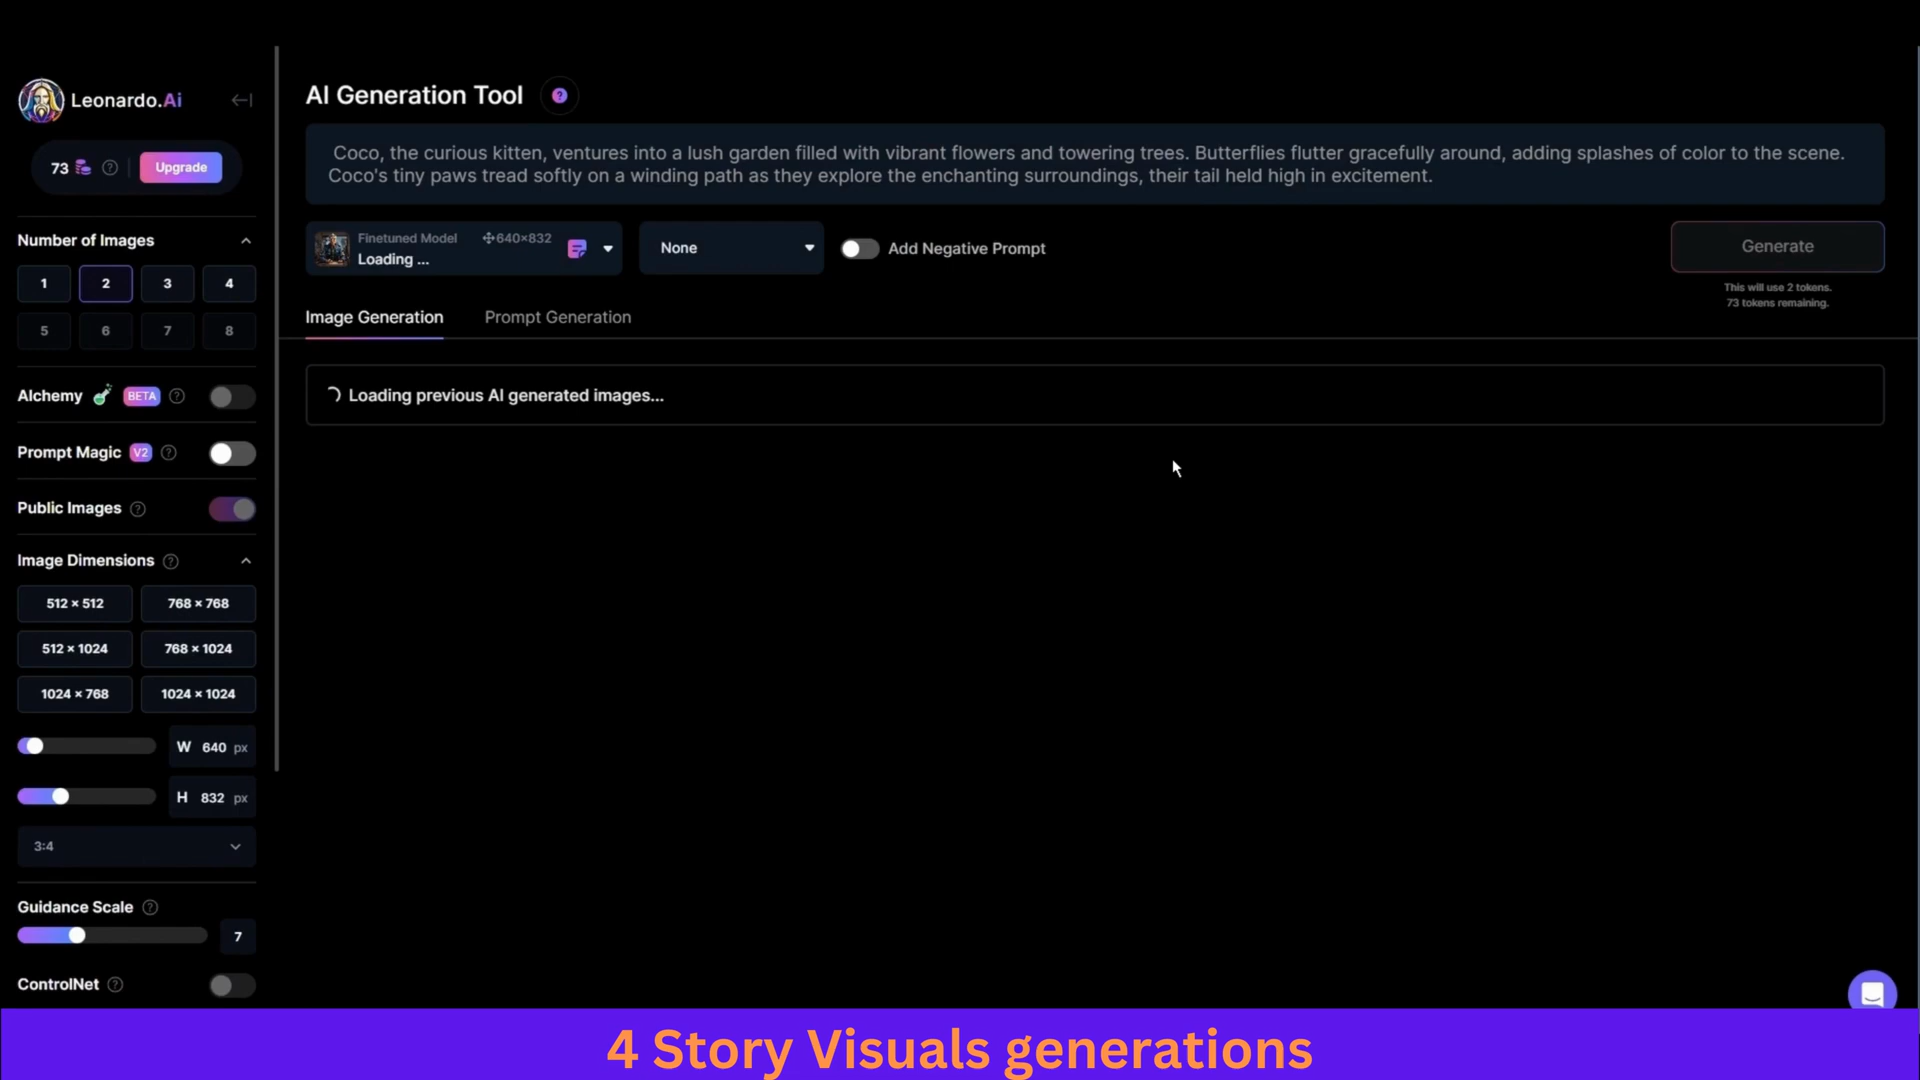 Leonardo.Ai
73
Upgrade
Number of Images
1 2 3 4
5 6 7 8
Alchemy BETA
Prompt Magic V2
Public Images
Image Dimensions
512 × 512 768 × 768
512 × 1024 768 × 1024
1024 × 768 1024 × 1024
W 640 px
H 832 px
3:4
Guidance Scale
7
ControlNet
AI Generation Tool
Coco, the curious kitten, ventures into a lush garden filled with vibrant flowers and towering trees. Butterflies flutter gracefully around, adding splashes of color to the scene.
Coco's tiny paws tread softly on a winding path as they explore the enchanting surroundings, their tail held high in excitement.
Finetuned Model 640×832
Loading ...
None
Add Negative Prompt
Generate
This will use 2 tokens.
73 tokens remaining.
Image Generation Prompt Generation
Loading previous AI generated images...
4 Story Visuals generations